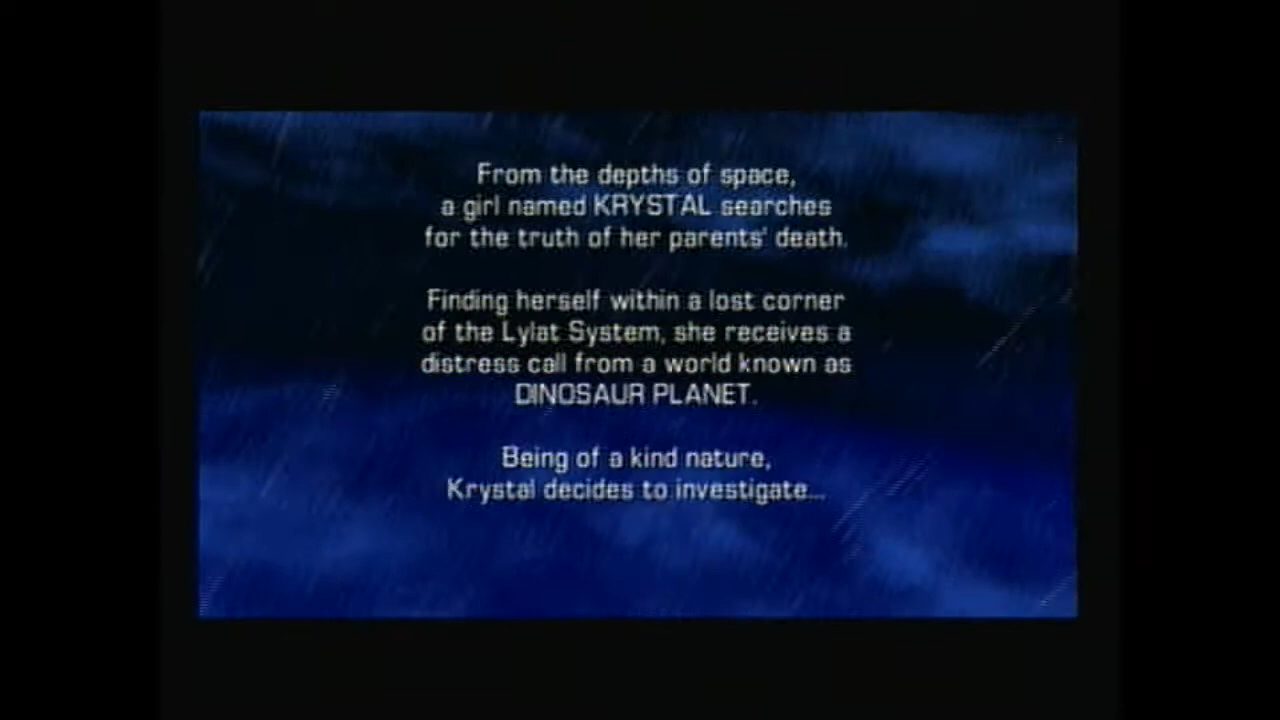 From the depths of space,
a girl named KRYSTAL searches
for the truth of her parents' death.
Finding herself within a lost corner
of the Lylat System, she receives a
distress call from a world known as
DINOSAUR PLANET.
Being of a kind nature,
Krystal decides to investigate...